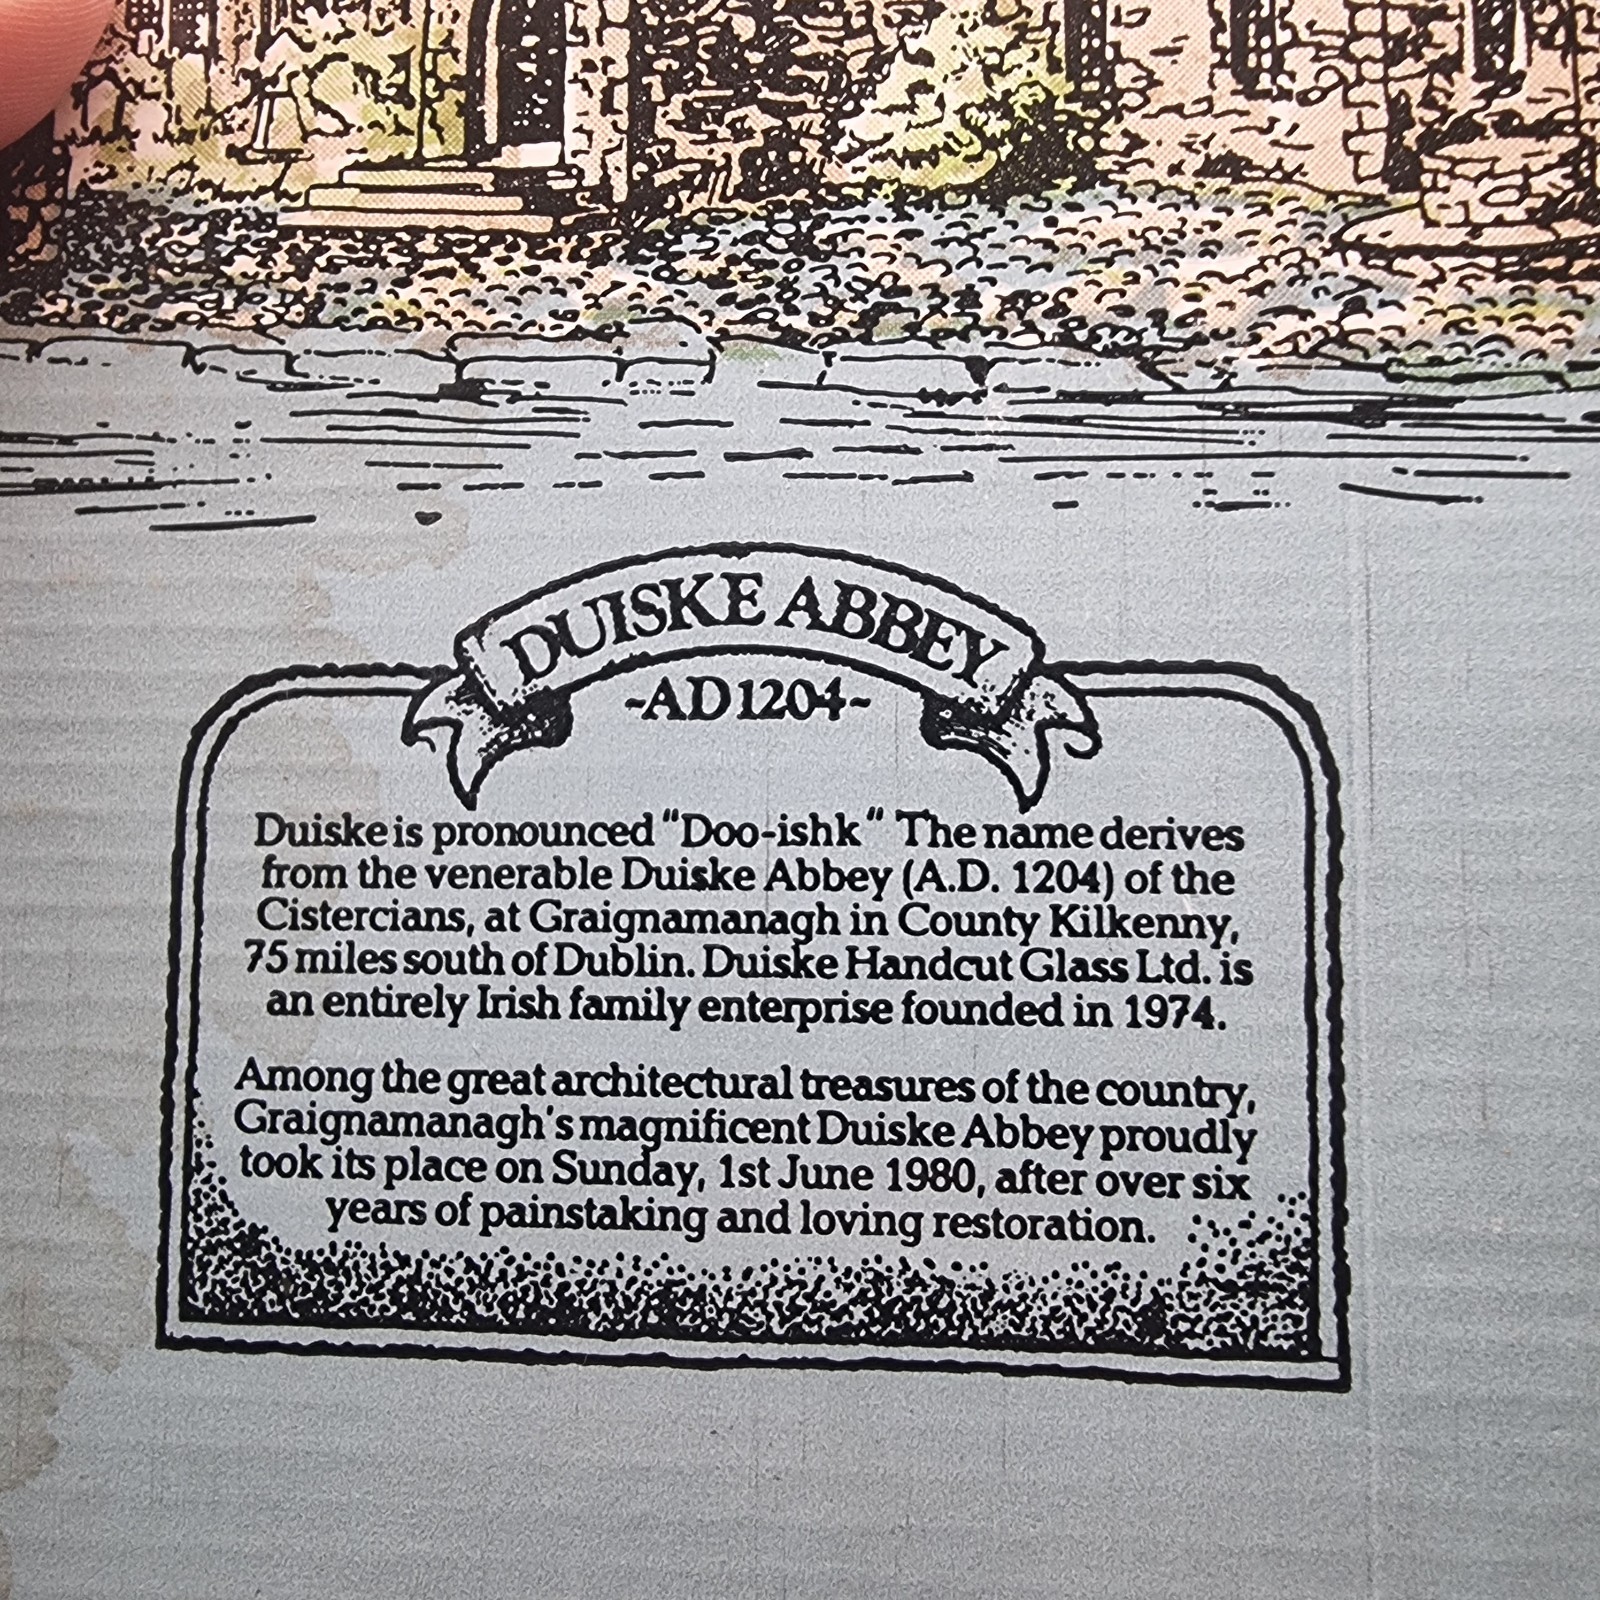 DUISKE ABBEY
-AD 1204-
Duiske is pronounced "Doo-ishk" The name derives
from the venerable Duiske Abbey (A.D. 1204) of the
Cistercians, at Graignamanagh in County Kilkenny,
75 miles south of Dublin. Duiske Handcut Glass Ltd. is
an entirely Irish family enterprise founded in 1974.
Among the great architectural treasures of the country,
Graignamanagh's magnificent Duiske Abbey proudly
took its place on Sunday, 1st June 1980, after over six
years of painstaking and loving restoration.